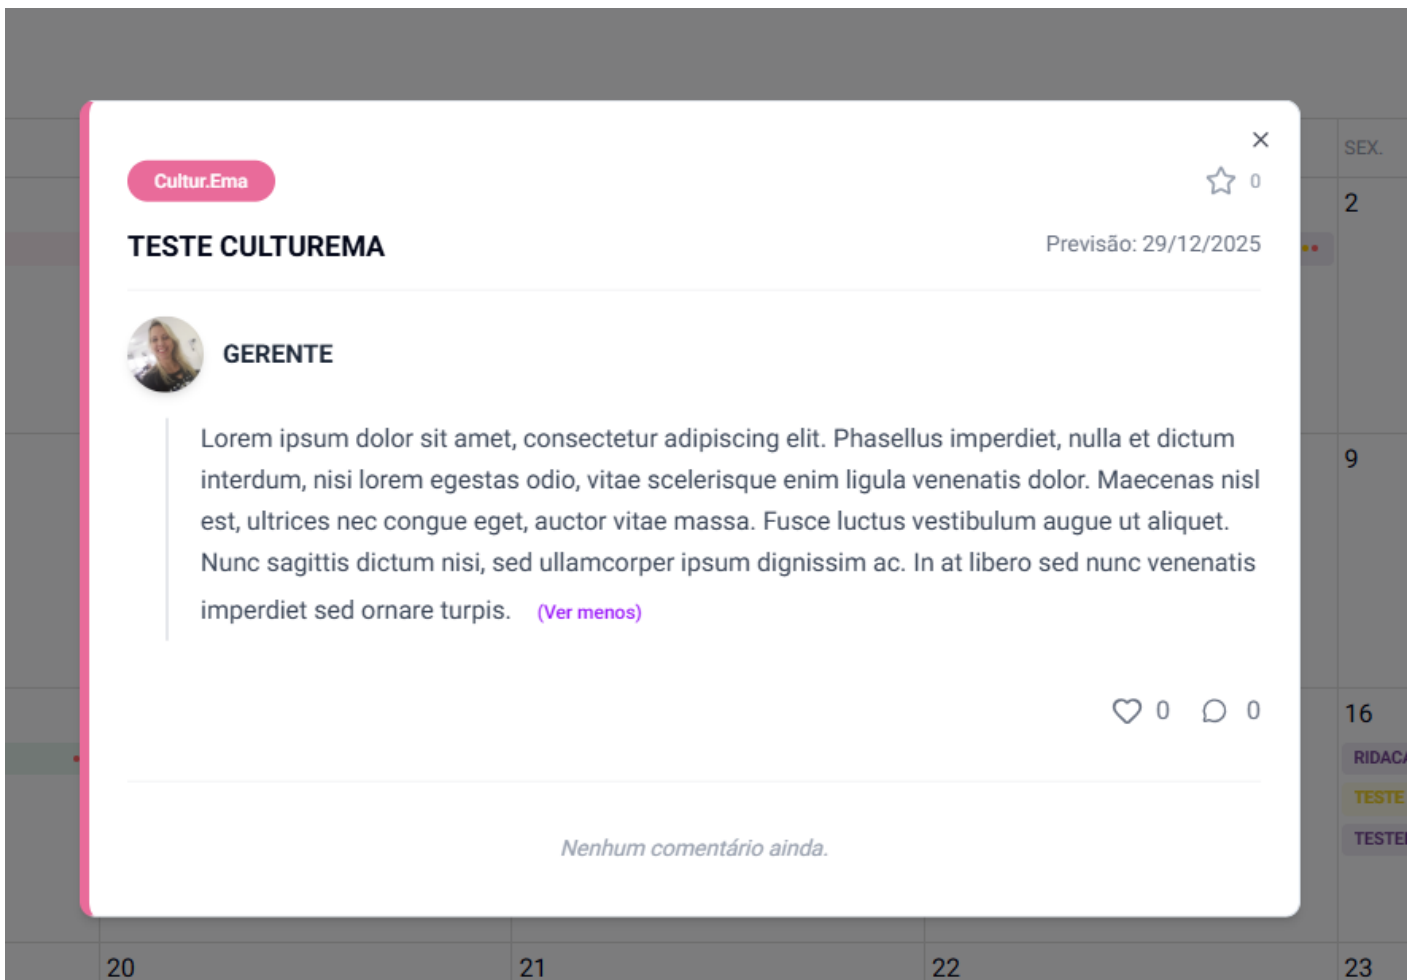 SEX.
2
Cultur.Ema
0
TESTE CULTUREMA
Previsão: 29/12/2025
GERENTE
Lorem ipsum dolor sit amet, consectetur adipiscing elit. Phasellus imperdiet, nulla et dictum
interdum, nisi lorem egestas odio, vitae scelerisque enim ligula venenatis dolor. Maecenas nisl
est, ultrices nec congue eget, auctor vitae massa. Fusce luctus vestibulum augue ut aliquet.
Nunc sagittis dictum nisi, sed ullamcorper ipsum dignissim ac. In at libero sed nunc venenatis
imperdiet sed ornare turpis. (Ver menos)
9
0 0
16
RIDAC
TESTE
TESTE
Nenhum comentário ainda.
20
21
22
23